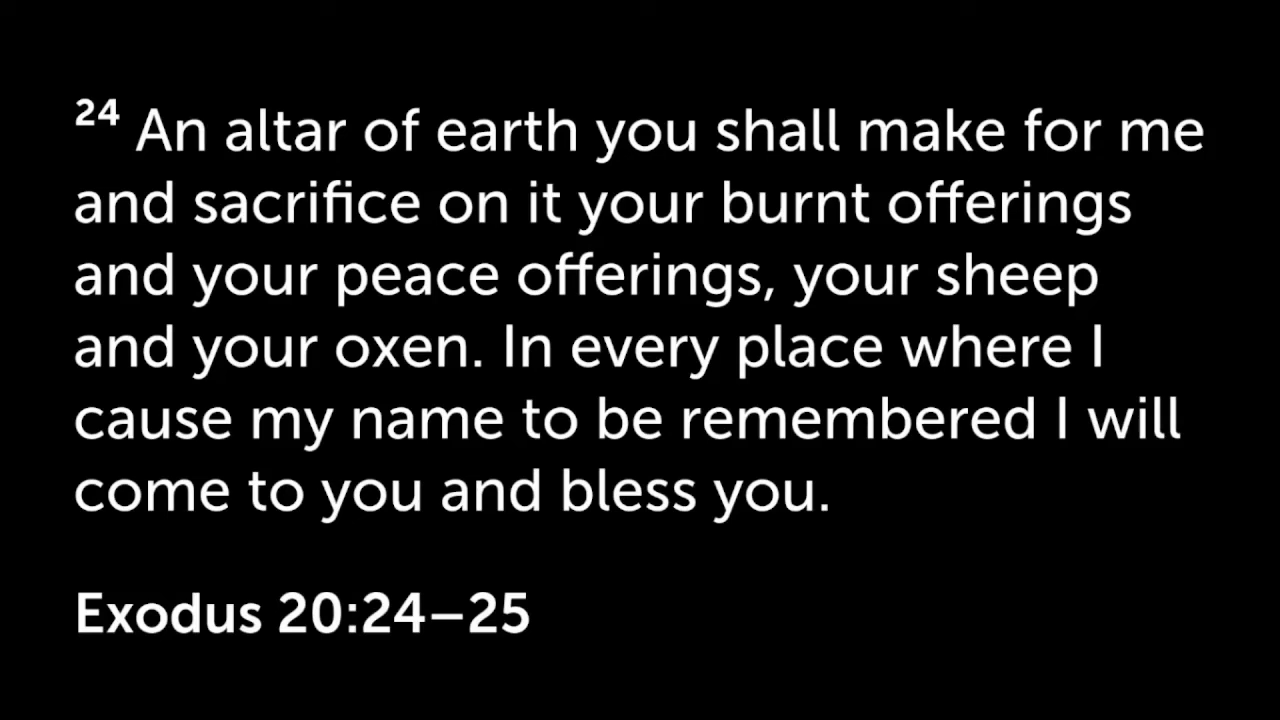 24 An altar of earth you shall make for me
and sacrifice on it your burnt offerings
and your peace offerings, your sheep
and your oxen. In every place where I
cause my name to be remembered I will
come to you and bless you.
Exodus 20:24–25